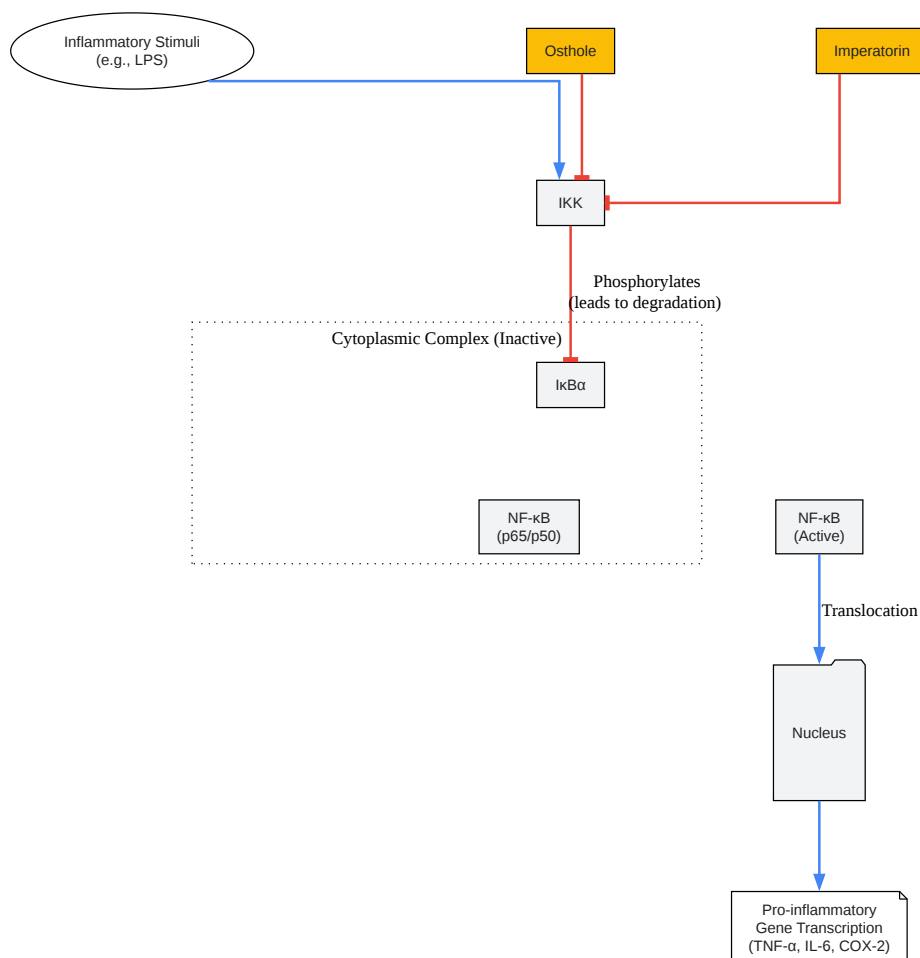 Inflammatory Stimuli
(e.g., LPS)
Osthole
Imperatorin
IKK
Phosphorylates
(leads to degradation)
Cytoplasmic Complex (Inactive)
IκBα
NF-κB
(p65/p50)
NF-κB
(Active)
Translocation
Nucleus
Pro-inflammatory
Gene Transcription
(TNF-α, IL-6, COX-2)